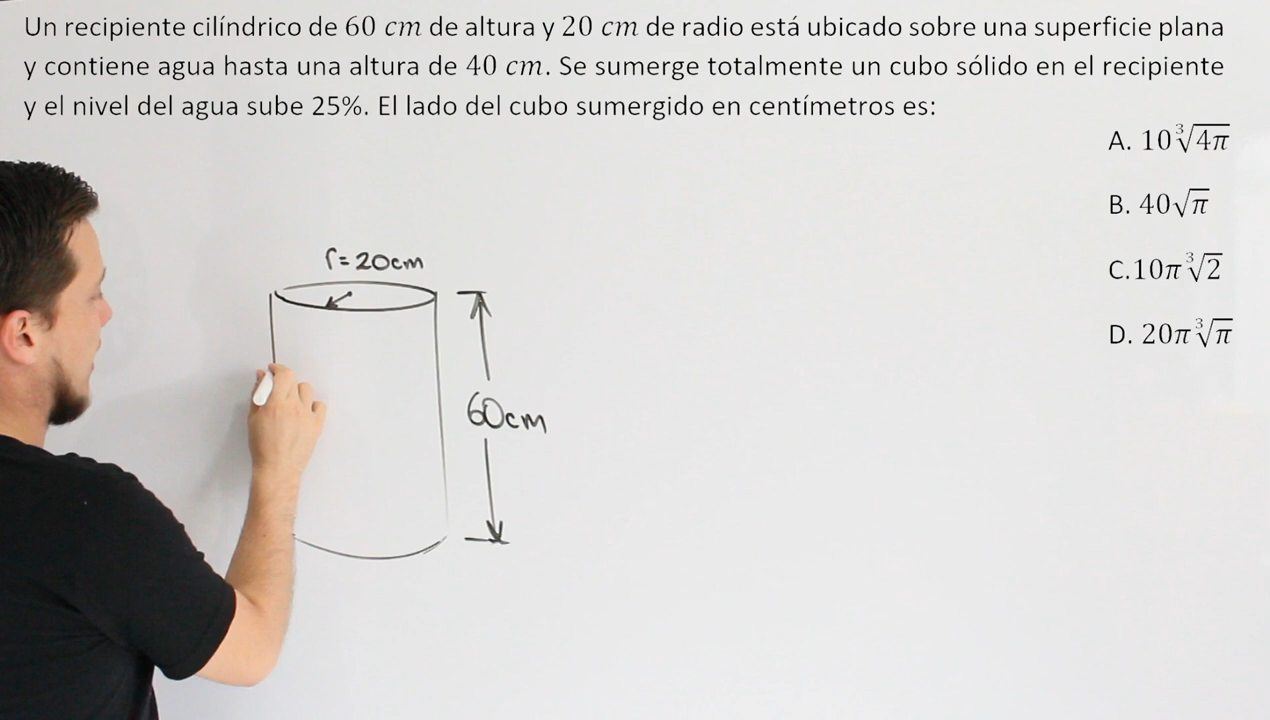 Un recipiente cilíndrico de 60 cm de altura y 20 cm de radio está ubicado sobre una superficie plana
y contiene agua hasta una altura de 40 cm. Se sumerge totalmente un cubo sólido en el recipiente
y el nivel del agua sube 25%. El lado del cubo sumergido en centímetros es:
A. 10∛4π
B. 40√π
C.10π∛2
D. 20π∛π
r=20cm
60cm